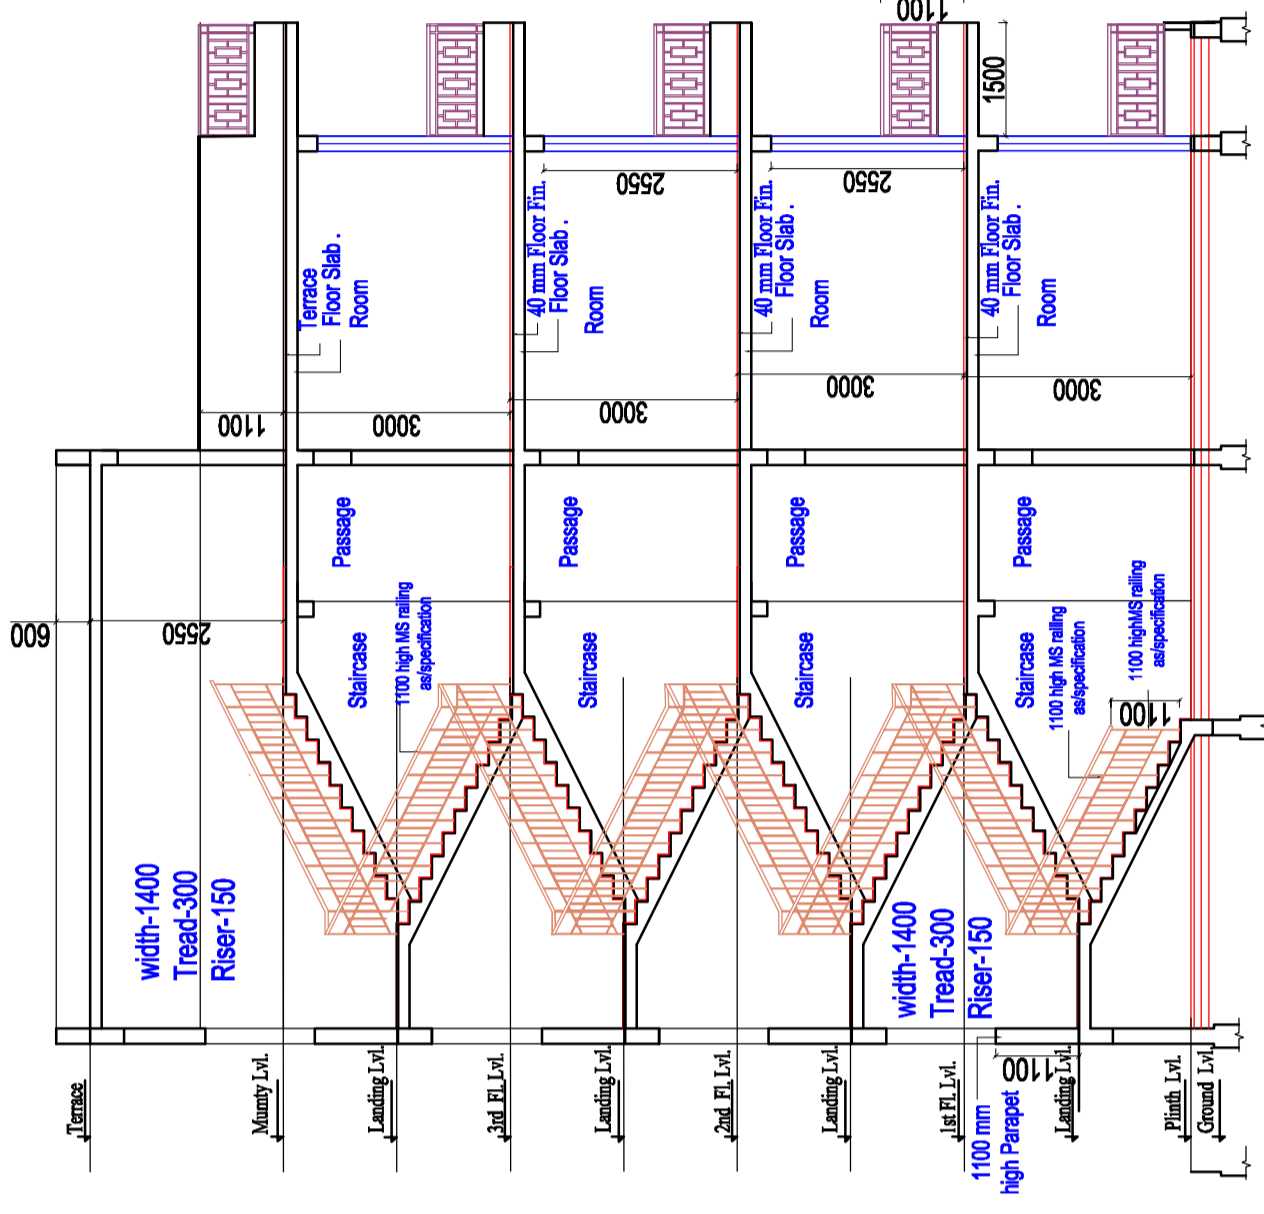 1100
1500
2550
2550
Terrace
Floor Slab .
Room
40 mm Floor Fin.
Floor Slab .
Room
40 mm Floor Fin.
Floor Slab .
Room
40 mm Floor Fin.
Floor Slab .
Room
1100
3000
3000
3000
3000
Passage
Passage
Passage
Passage
600
2550
Staircase
1100 high MS railing
as/specification
Staircase
Staircase
Staircase
1100 high MS railing
as/specification
1100 highMS railing
as/specification
1100
width-1400
Tread-300
Riser-150
width-1400
Tread-300
Riser-150
Terrace
Mumty Lvl.
Landing Lvl.
3rd Fl. Lvl.
Landing Lvl.
2nd Fl. Lvl.
Landing Lvl.
1st Fl. Lvl.
1100
Landing Lvl.
Plinth Lvl.
Ground Lvl.
1100 mm
high Parapet